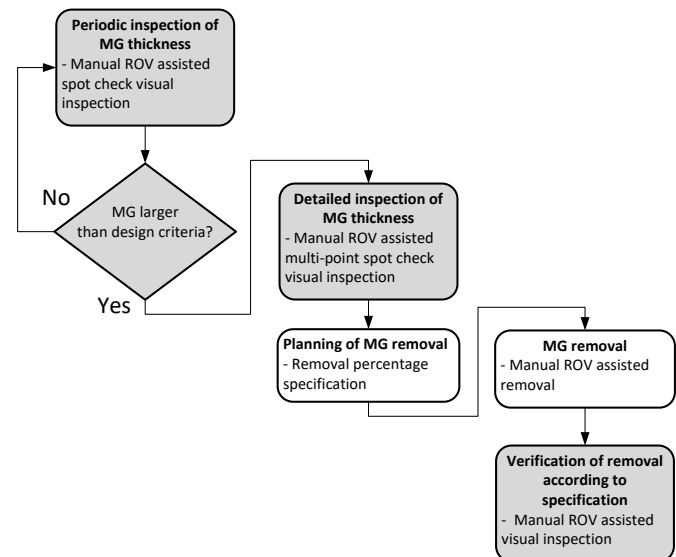 Periodic inspection of
MG thickness
- Manual ROV assisted
spot check visual
inspection
No
MG larger
than design criteria?
Yes
Detailed inspection of
MG thickness
- Manual ROV assisted
multi-point spot check
visual inspection
Planning of MG removal
- Removal percentage
specification
MG removal
- Manual ROV assisted
removal
Verification of removal
according to
specification
- Manual ROV assisted
visual inspection